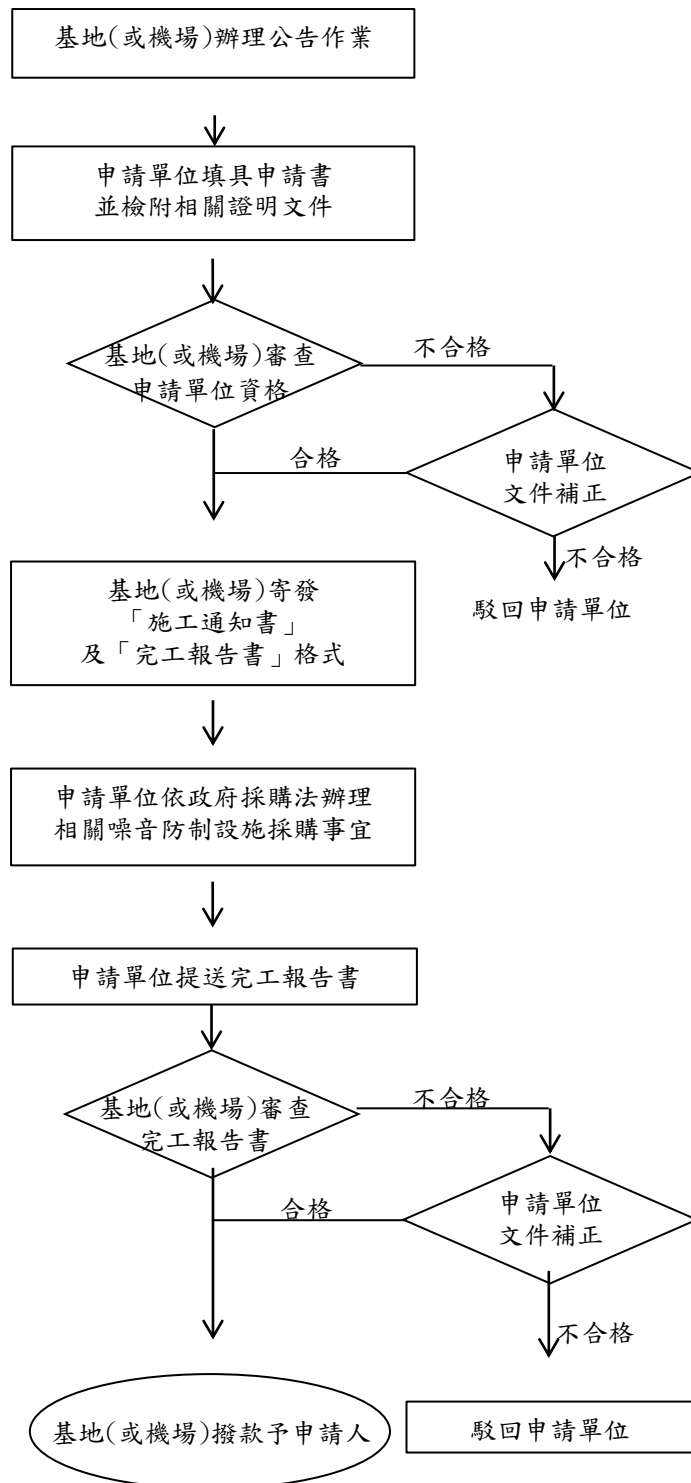 基地(或機場)辦理公告作業
申請單位填具申請書
並檢附相關證明文件
基地(或機場)審查
申請單位資格
不合格
合格
申請單位
文件補正
不合格
駁回申請單位
基地(或機場)寄發
「施工通知書」
及「完工報告書」格式
申請單位依政府採購法辦理
相關噪音防制設施採購事宜
申請單位提送完工報告書
基地(或機場)審查
完工報告書
不合格
合格
申請單位
文件補正
不合格
基地(或機場)撥款予申請人
駁回申請單位